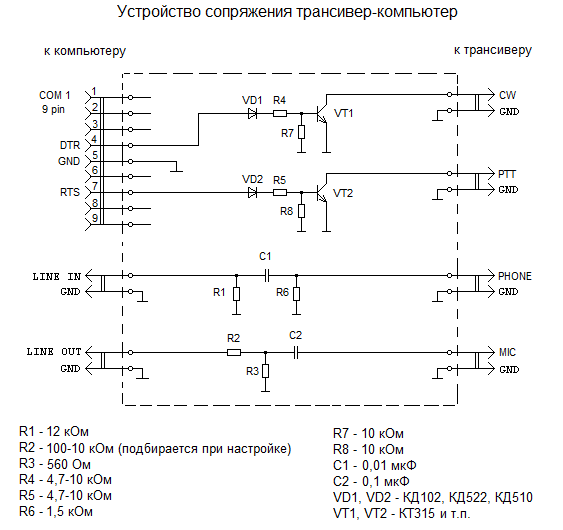 Устройство сопряжения трансивер-компьютер
к компьютеру
к трансиверу
COM 1
9 pin
1
2
3
DTR 4
GND 5
6
RTS 7
8
9
VD1 R4
R7
VT1
CW
GND
VD2 R5
R8
VT2
PTT
GND
C1
LINE IN
R1
R6
PHONE
GND
GND
R2
C2
LINE OUT
R3
MIC
GND
GND
R1 - 12 кОм
R2 - 100-10 кОм (подбирается при настройке)
R3 - 560 Ом
R4 - 4,7-10 кОм
R5 - 4,7-10 кОм
R6 - 1,5 кОм
R7 - 10 кОм
R8 - 10 кОм
C1 - 0,01 мкФ
C2 - 0,1 мкФ
VD1, VD2 - КД102, КД522, КД510
VT1, VT2 - КТ315 и т.п.